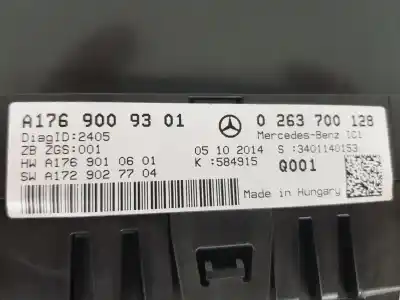 A176 900 93 01 0 263 700 128
DiagID:2405 Mercedes-Benz IC1
ZB ZGS:001 05 10 2014 S :3401140153
HW A176 901 06 01 K :584915 Q001
SW A172 902 77 04 Made in Hungary